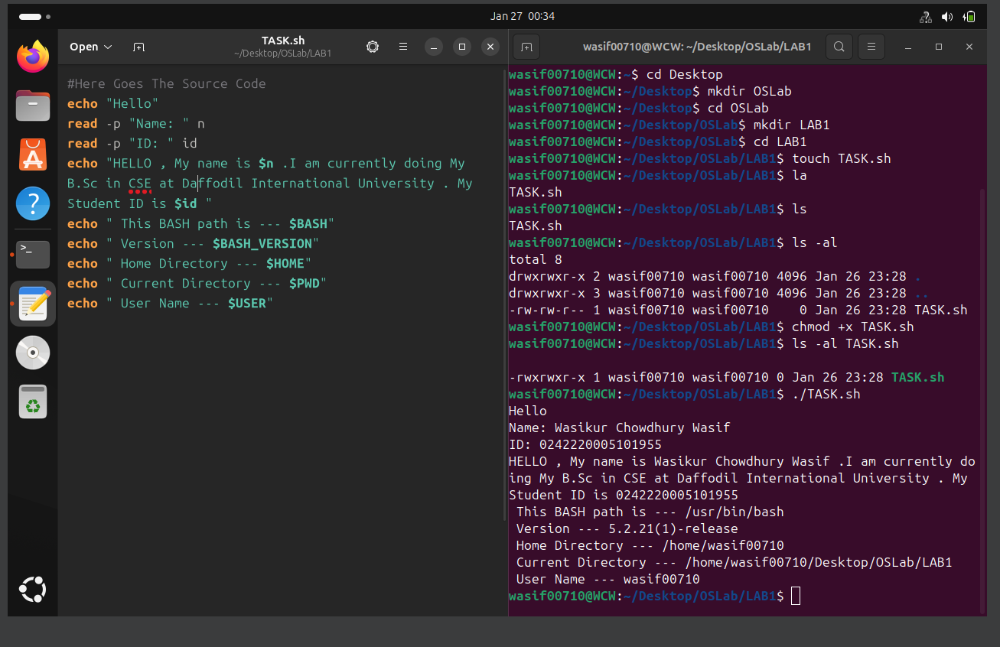 Jan 27 00:34
Open
TASK.sh
~/Desktop/OSLab/LAB1
#Here Goes The Source Code
echo "Hello"
read -p "Name: " n
read -p "ID: " id
echo "HELLO , My name is $n .I am currently doing My
B.Sc in CSE at Daffodil International University . My
Student ID is $id "
echo " This BASH path is --- $BASH"
echo " Version --- $BASH_VERSION"
echo " Home Directory --- $HOME"
echo " Current Directory --- $PWD"
echo " User Name --- $USER"
wasif00710@WCW: ~/Desktop/OSLab/LAB1
wasif00710@WCW:~$ cd Desktop
wasif00710@WCW:~/Desktop$ mkdir OSLab
wasif00710@WCW:~/Desktop$ cd OSLab
wasif00710@WCW:~/Desktop/OSLab$ mkdir LAB1
wasif00710@WCW:~/Desktop/OSLab$ cd LAB1
wasif00710@WCW:~/Desktop/OSLab/LAB1$ touch TASK.sh
wasif00710@WCW:~/Desktop/OSLab/LAB1$ la
TASK.sh
wasif00710@WCW:~/Desktop/OSLab/LAB1$ ls
TASK.sh
wasif00710@WCW:~/Desktop/OSLab/LAB1$ ls -al
total 8
drwxrwxr-x 2 wasif00710 wasif00710 4096 Jan 26 23:28 .
drwxrwxr-x 3 wasif00710 wasif00710 4096 Jan 26 23:28 ..
-rw-rw-r-- 1 wasif00710 wasif00710    0 Jan 26 23:28 TASK.sh
wasif00710@WCW:~/Desktop/OSLab/LAB1$ chmod +x TASK.sh
wasif00710@WCW:~/Desktop/OSLab/LAB1$ ls -al TASK.sh
-rwxrwxr-x 1 wasif00710 wasif00710 0 Jan 26 23:28 TASK.sh
wasif00710@WCW:~/Desktop/OSLab/LAB1$ ./TASK.sh
Hello
Name: Wasikur Chowdhury Wasif
ID: 0242220005101955
HELLO , My name is Wasikur Chowdhury Wasif .I am currently do
ing My B.Sc in CSE at Daffodil International University . My
Student ID is 0242220005101955
 This BASH path is --- /usr/bin/bash
 Version --- 5.2.21(1)-release
 Home Directory --- /home/wasif00710
 Current Directory --- /home/wasif00710/Desktop/OSLab/LAB1
 User Name --- wasif00710
wasif00710@WCW:~/Desktop/OSLab/LAB1$